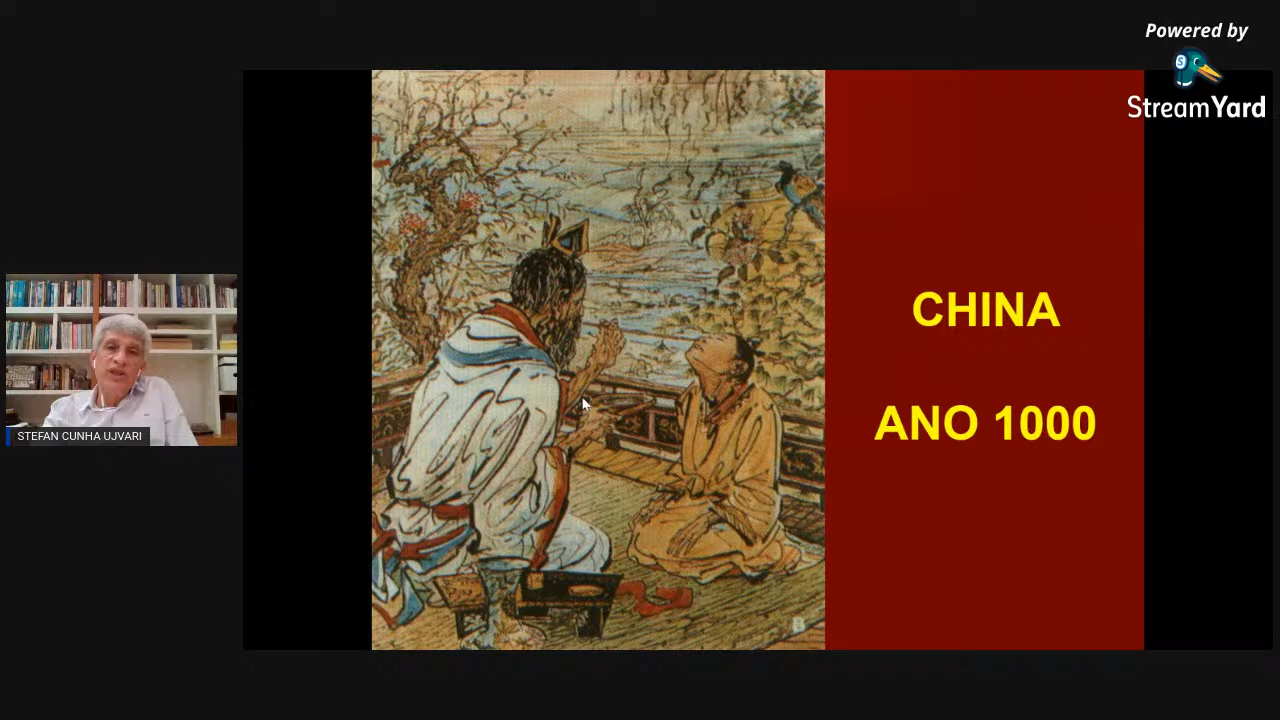 Powered by
StreamYard
CHINA
ANO 1000
STEFAN CUNHA UJVARI
B